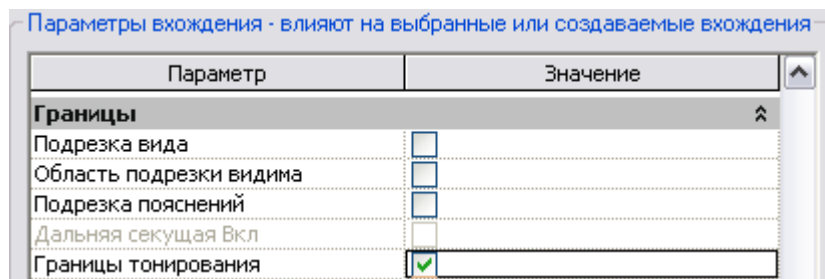 Параметры вхождения - влияют на выбранные или создаваемые вхождения
Параметр Значение
Границы
Подрезка вида
Область подрезки видима
Подрезка пояснений
Дальняя секущая Вкл
Границы тонирования